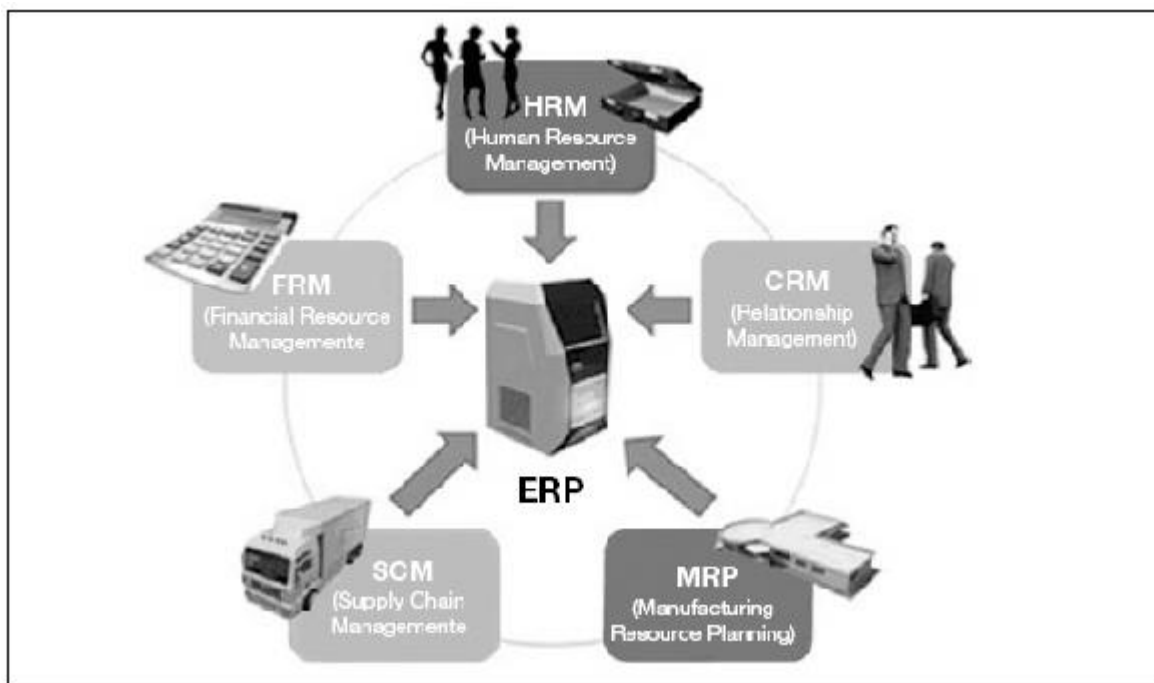 HRM
(Human Resource
Management)
FRM
(Financial Resource
Managemente
CRM
(Relationship
Management)
ERP
SCM
(Supply Chain
Managemente
MRP
(Manufacturing
Resource Planning)